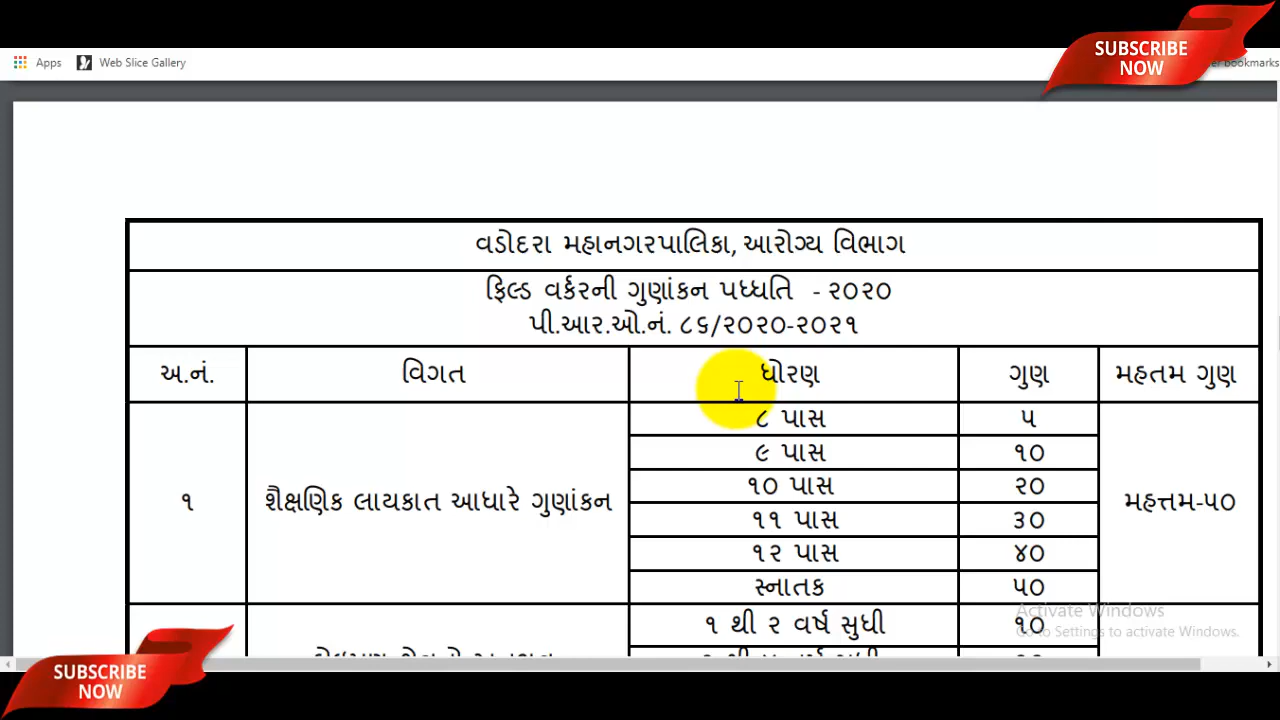 SUBSCRIBE
NOW
Apps
Web Slice Gallery
bookmarks
વડોદરા મહાનગરપાલિકા, આરોગ્ય વિભાગ
ફિલ્ડ વર્કરની ગુણાંકન પધ્ધતિ - ૨૦૨૦
પી.આર.ઓ.નં. ૮૬/૨૦૨૦-૨૦૨૧
અ.નં. વિગત ધોરણ ગુણ મહતમ ગુણ
૮ પાસ ૫
૯ પાસ ૧૦
૧૦ પાસ ૨૦
૧ શૈક્ષણિક લાયકાત આધારે ગુણાંકન મહત્તમ-૫૦
૧૧ પાસ ૩૦
૧૨ પાસ ૪૦
સ્નાતક ૫૦
૧ થી ૨ વર્ષ સુધી ૧૦
Activate Windows
Go to Settings to activate Windows.
SUBSCRIBE
NOW